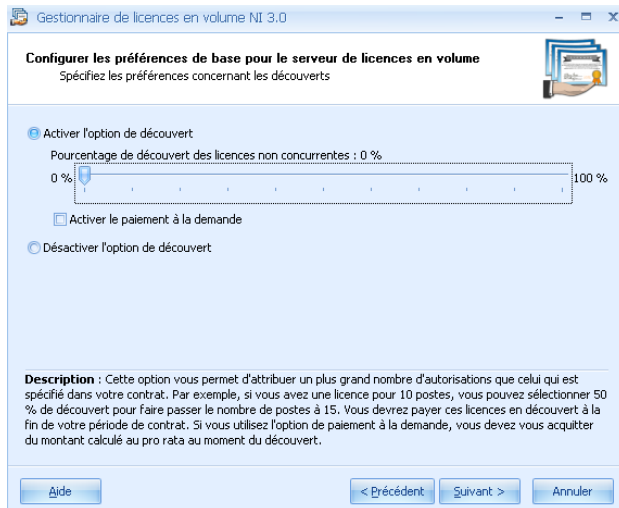 Gestionnaire de licences en volume NI 3.0
Configurer les préférences de base pour le serveur de licences en volume
Spécifiez les préférences concernant les découverts
Activer l'option de découvert
Pourcentage de découvert des licences non concurrentes : 0 %
0 %
100 %
Activer le paiement à la demande
Désactiver l'option de découvert
Description : Cette option vous permet d'attribuer un plus grand nombre d'autorisations que celui qui est
spécifié dans votre contrat. Par exemple, si vous avez une licence pour 10 postes, vous pouvez sélectionner 50
% de découvert pour faire passer le nombre de postes à 15. Vous devrez payer ces licences en découvert à la
fin de votre période de contrat. Si vous utilisez l'option de paiement à la demande, vous devez vous acquitter
du montant calculé au pro rata au moment du découvert.
Aide
< Précédent
Suivant >
Annuler